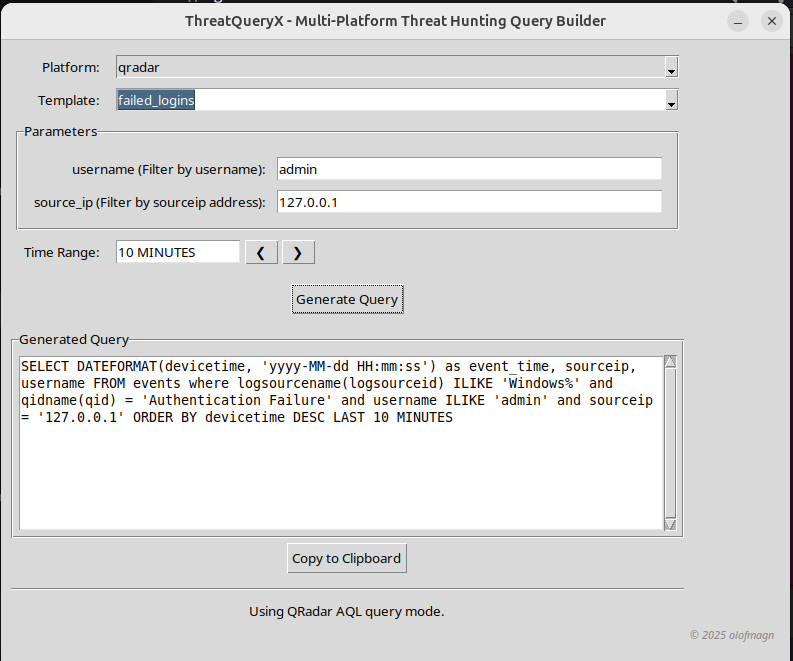 ThreatQueryX - Multi-Platform Threat Hunting Query Builder
Platform: qradar
Template: failed_logins
Parameters
username (Filter by username): admin
source_ip (Filter by sourceip address): 127.0.0.1
Time Range: 10 MINUTES ❮ ❯
Generate Query
Generated Query
SELECT DATEFORMAT(devicetime, 'yyyy-MM-dd HH:mm:ss') as event_time, sourceip,
username FROM events where logsourcename(logsourceid) ILIKE 'Windows%' and
qidname(qid) = 'Authentication Failure' and username ILIKE 'admin' and sourceip
= '127.0.0.1' ORDER BY devicetime DESC LAST 10 MINUTES
Copy to Clipboard
Using QRadar AQL query mode.
© 2025 olofmagn